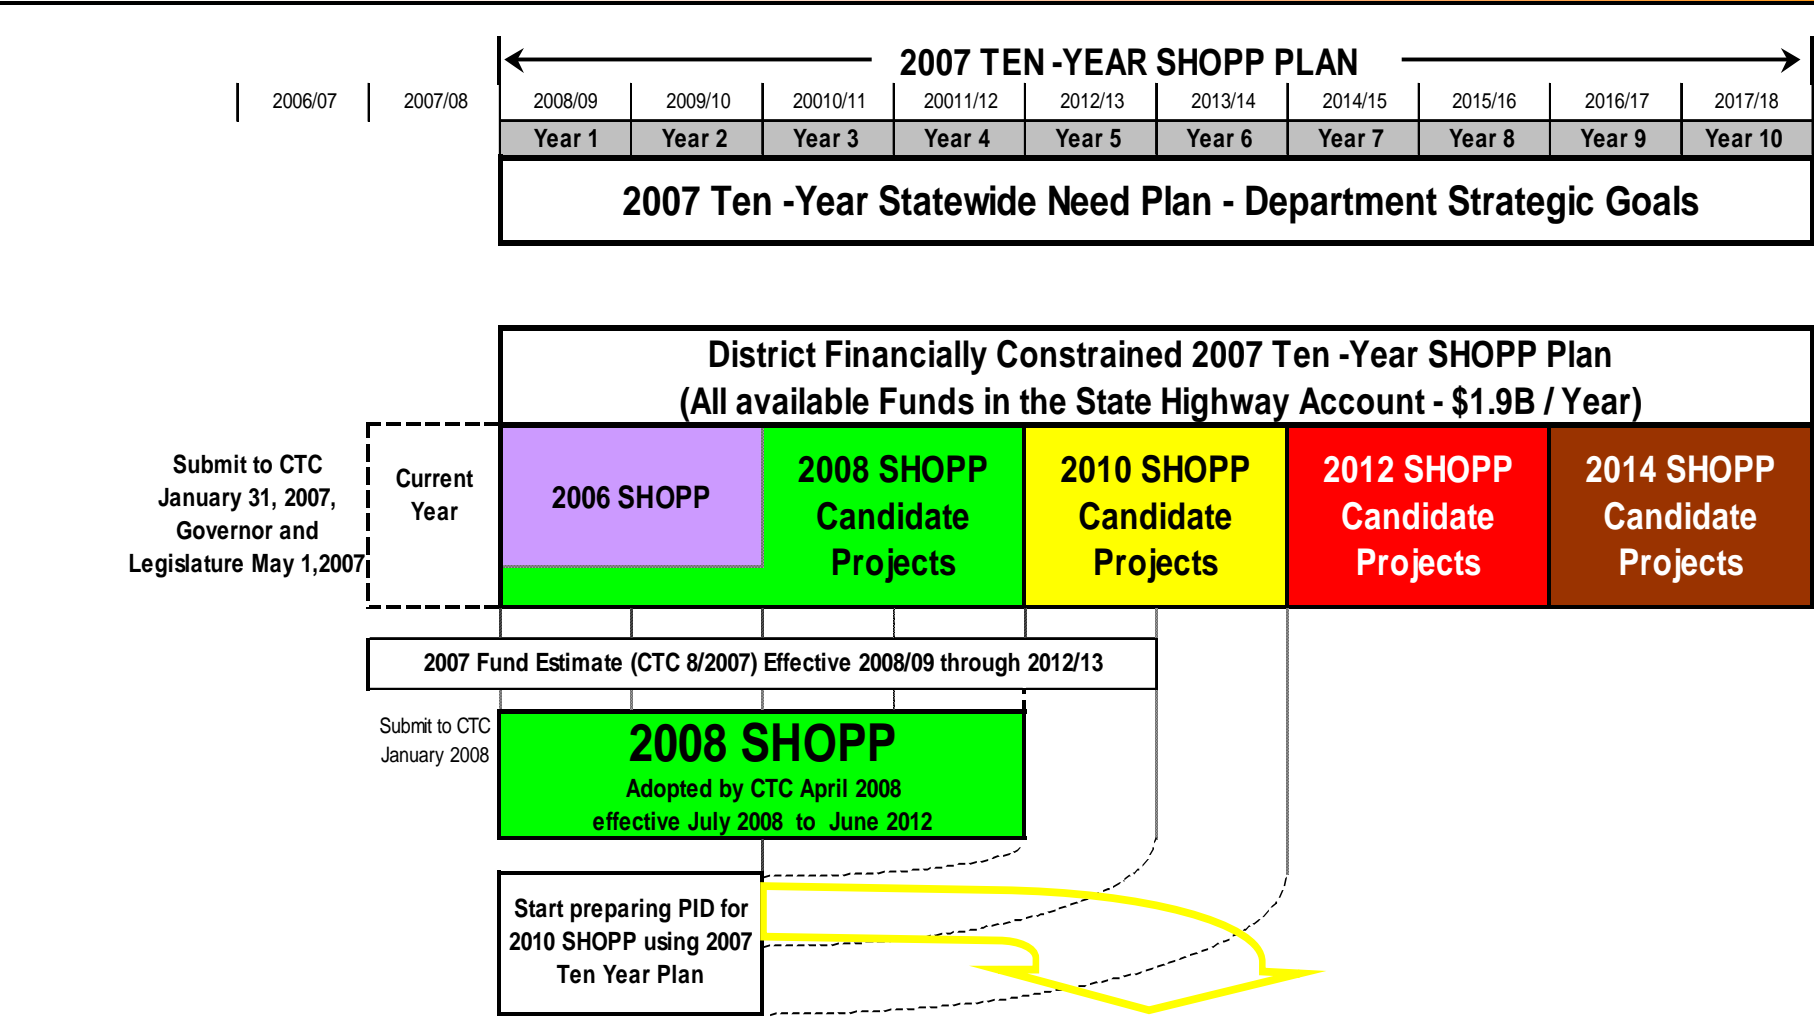 2007 TEN -YEAR SHOPP PLAN
2006/07 2007/08 2008/09 2009/10 20010/11 20011/12 2012/13 2013/14 2014/15 2015/16 2016/17 2017/18
Year 1 Year 2 Year 3 Year 4 Year 5 Year 6 Year 7 Year 8 Year 9 Year 10
2007 Ten -Year Statewide Need Plan - Department Strategic Goals
District Financially Constrained 2007 Ten -Year SHOPP Plan
(All available Funds in the State Highway Account - $1.9B / Year)
Submit to CTC
January 31, 2007,
Governor and
Legislature May 1,2007
Current
Year
2006 SHOPP
2008 SHOPP
Candidate
Projects
2010 SHOPP
Candidate
Projects
2012 SHOPP
Candidate
Projects
2014 SHOPP
Candidate
Projects
2007 Fund Estimate (CTC 8/2007) Effective 2008/09 through 2012/13
Submit to CTC
January 2008
2008 SHOPP
Adopted by CTC April 2008
effective July 2008 to June 2012
Start preparing PID for
2010 SHOPP using 2007
Ten Year Plan